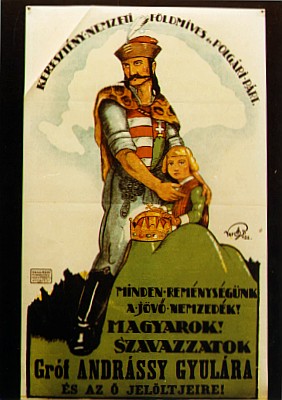 KERESZTÉNY·NEMZETI FÖLDMÍVES és POLGÁRI·PÁRT.
MINDEN·REMÉNYSÉGÜNK
A·JÖVŐ·NEMZEDÉK!
MAGYAROK!
SZAVAZZATOK
Gróf ANDRÁSSY GYULÁRA
ÉS AZ Ő JELÖLTJEIRE!